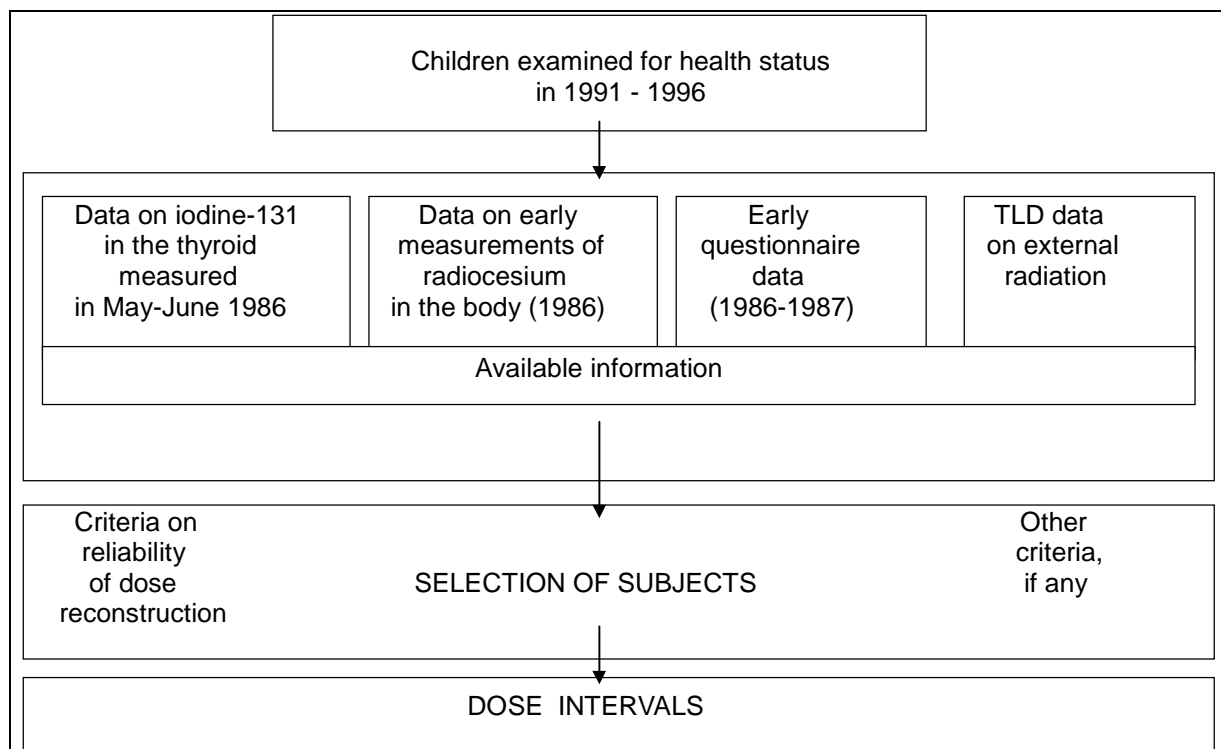 Children examined for health status
in 1991 - 1996
Data on iodine-131
in the thyroid
measured
in May-June 1986
Data on early
measurements of
radiocesium
in the body (1986)
Early
questionnaire
data
(1986-1987)
TLD data
on external
radiation
Available information
Criteria on
reliability
of dose
reconstruction
SELECTION OF SUBJECTS
Other
criteria,
if any
DOSE INTERVALS